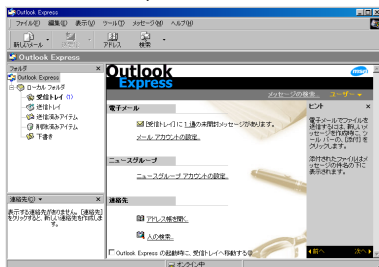 Outlook Express
ファイル(F) 編集(E) 表示(V) ツール(T) メッセージ(M) ヘルプ(H)
新しいメール
送受信
アドレス
検索
Outlook Express
フォルダ
Outlook Express
ローカル フォルダ
受信トレイ (1)
送信トレイ
送信済みアイテム
削除済みアイテム
下書き
連絡先(C)
表示する連絡先がありません。[連絡先]
をクリックすると、新しい連絡先を作成しま
す。
Outlook
Express
msn
メッセージの検索... ユーザー
電子メール
[受信トレイ] に 1 通の未開封メッセージがあります。
メール アカウントの設定...
ニュースグループ
ニュースグループ アカウントの設定...
連絡先
アドレス帳を開く...
人の検索...
Outlook Express の起動時に、受信トレイへ移動する
ヒント
電子メールでファイルを
送信するには、新しいメッ
セージを作成時に、ツ
ール バーの、[添付] を
クリックします。
添付されたファイルはメッ
セージの件名の下に
表示されます。
前へ 次へ
オンライン中